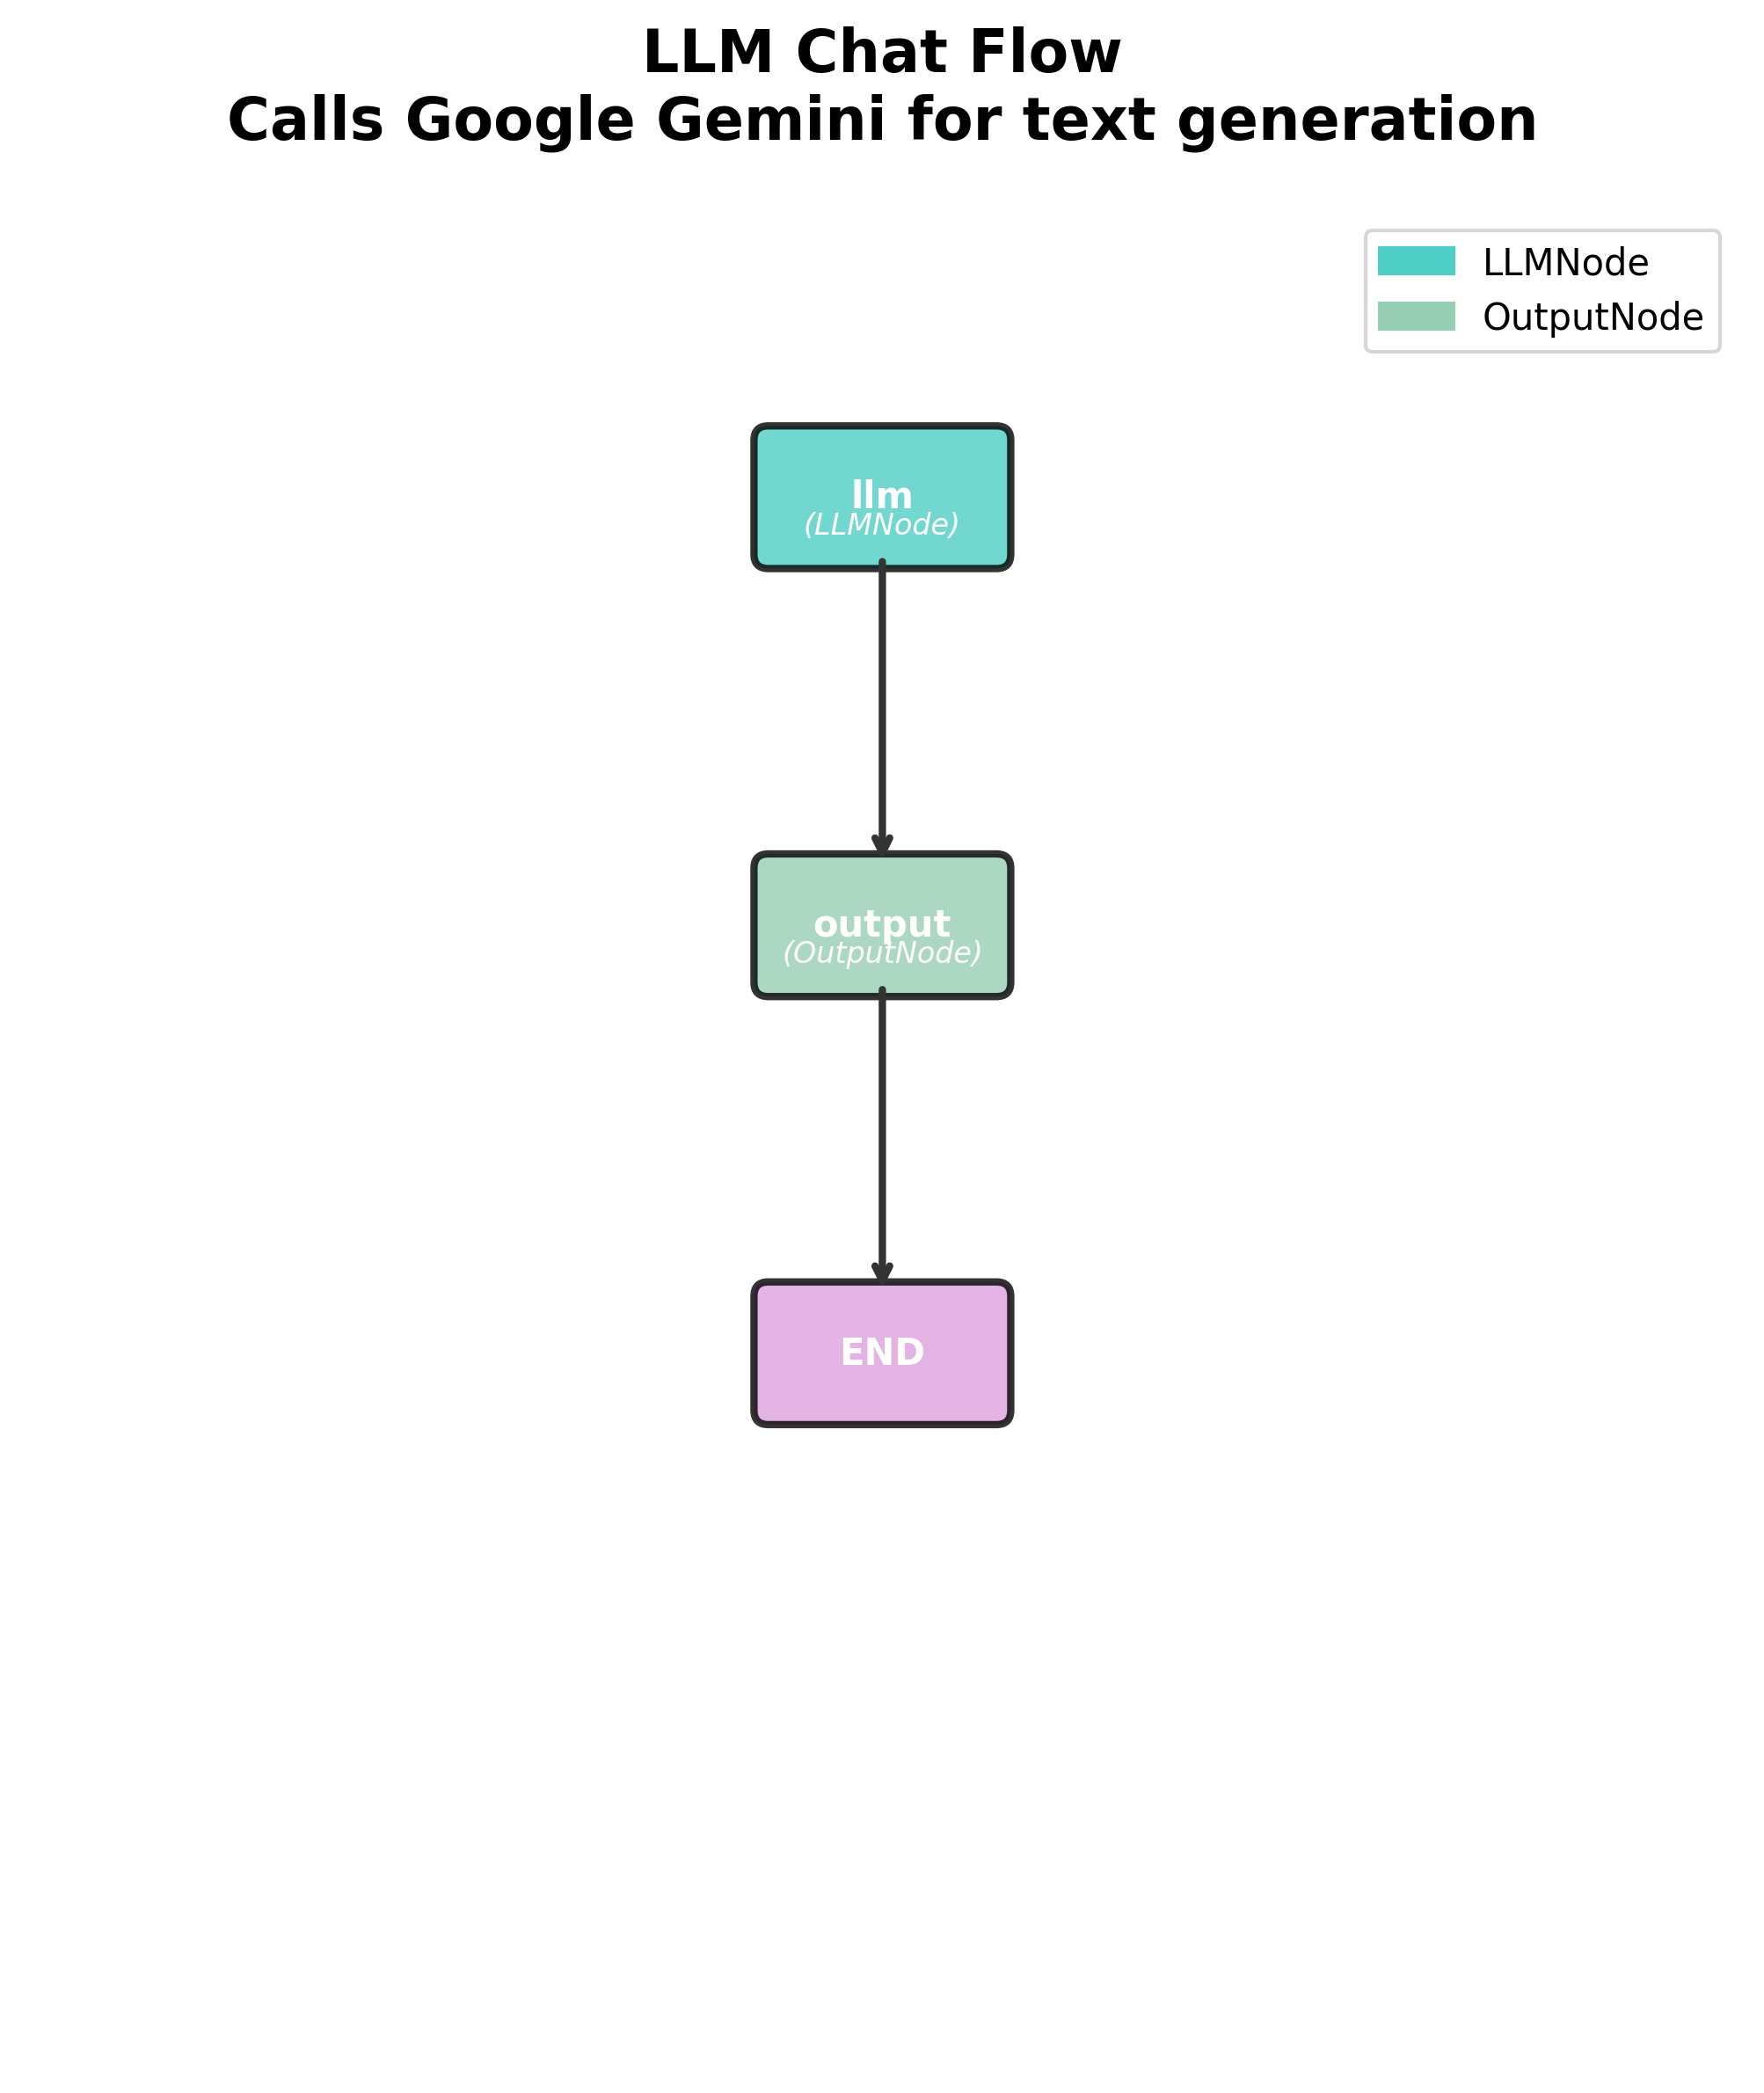 LLM Chat Flow
Calls Google Gemini for text generation
LLMNode
OutputNode
llm
(LLMNode)
output
(OutputNode)
END